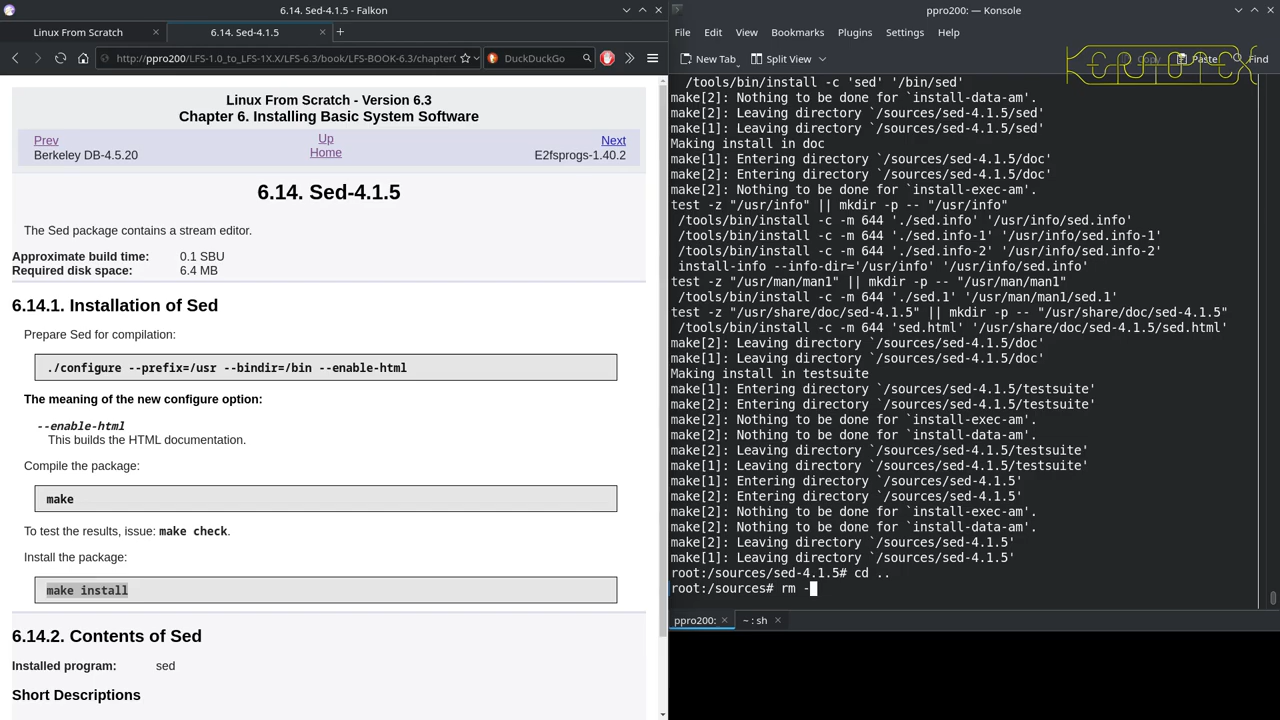 6.14. Sed-4.1.5 - Falkon
Linux From Scratch
6.14. Sed-4.1.5
http://ppro200/LFS-1.0_to_LFS-1X.X/LFS-6.3/book/LFS-BOOK-6.3/chapter(
DuckDuckGo
Linux From Scratch - Version 6.3
Chapter 6. Installing Basic System Software
Prev
Up
Next
Berkeley DB-4.5.20
Home
E2fsprogs-1.40.2
6.14. Sed-4.1.5
The Sed package contains a stream editor.
Approximate build time: 0.1 SBU
Required disk space: 6.4 MB
6.14.1. Installation of Sed
Prepare Sed for compilation:
./configure --prefix=/usr --bindir=/bin --enable-html
The meaning of the new configure option:
--enable-html
This builds the HTML documentation.
Compile the package:
make
To test the results, issue: make check.
Install the package:
make install
6.14.2. Contents of Sed
Installed program: sed
Short Descriptions
ppro200: — Konsole
File Edit View Bookmarks Plugins Settings Help
New Tab Split View Copy Paste Find
/tools/bin/install -c 'sed' '/bin/sed'
make[2]: Nothing to be done for `install-data-am'.
make[2]: Leaving directory `/sources/sed-4.1.5/sed'
make[1]: Leaving directory `/sources/sed-4.1.5/sed'
Making install in doc
make[1]: Entering directory `/sources/sed-4.1.5/doc'
make[2]: Entering directory `/sources/sed-4.1.5/doc'
make[2]: Nothing to be done for `install-exec-am'.
test -z "/usr/info" || mkdir -p -- "/usr/info"
/tools/bin/install -c -m 644 './sed.info' '/usr/info/sed.info'
/tools/bin/install -c -m 644 './sed.info-1' '/usr/info/sed.info-1'
/tools/bin/install -c -m 644 './sed.info-2' '/usr/info/sed.info-2'
install-info --info-dir='/usr/info' '/usr/info/sed.info'
test -z "/usr/man/man1" || mkdir -p -- "/usr/man/man1"
/tools/bin/install -c -m 644 './sed.1' '/usr/man/man1/sed.1'
test -z "/usr/share/doc/sed-4.1.5" || mkdir -p -- "/usr/share/doc/sed-4.1.5"
/tools/bin/install -c -m 644 'sed.html' '/usr/share/doc/sed-4.1.5/sed.html'
make[2]: Leaving directory `/sources/sed-4.1.5/doc'
make[1]: Leaving directory `/sources/sed-4.1.5/doc'
Making install in testsuite
make[1]: Entering directory `/sources/sed-4.1.5/testsuite'
make[2]: Entering directory `/sources/sed-4.1.5/testsuite'
make[2]: Nothing to be done for `install-exec-am'.
make[2]: Nothing to be done for `install-data-am'.
make[2]: Leaving directory `/sources/sed-4.1.5/testsuite'
make[1]: Leaving directory `/sources/sed-4.1.5/testsuite'
make[1]: Entering directory `/sources/sed-4.1.5'
make[2]: Entering directory `/sources/sed-4.1.5'
make[2]: Nothing to be done for `install-exec-am'.
make[2]: Nothing to be done for `install-data-am'.
make[2]: Leaving directory `/sources/sed-4.1.5'
make[1]: Leaving directory `/sources/sed-4.1.5'
root:/sources/sed-4.1.5# cd ..
root:/sources# rm -
ppro200:
~ : sh